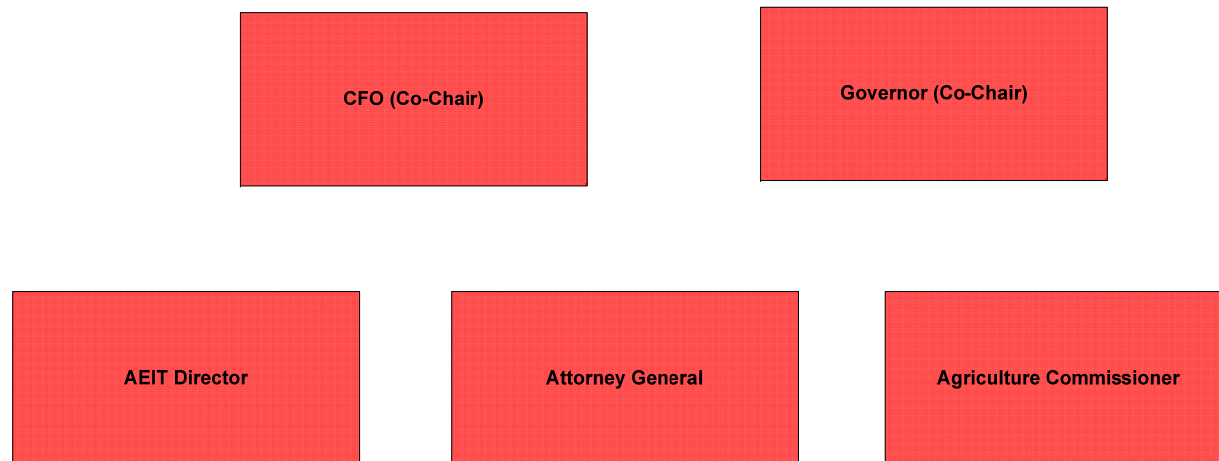 CFO (Co-Chair)
Governor (Co-Chair)
AEIT Director
Attorney General
Agriculture Commissioner